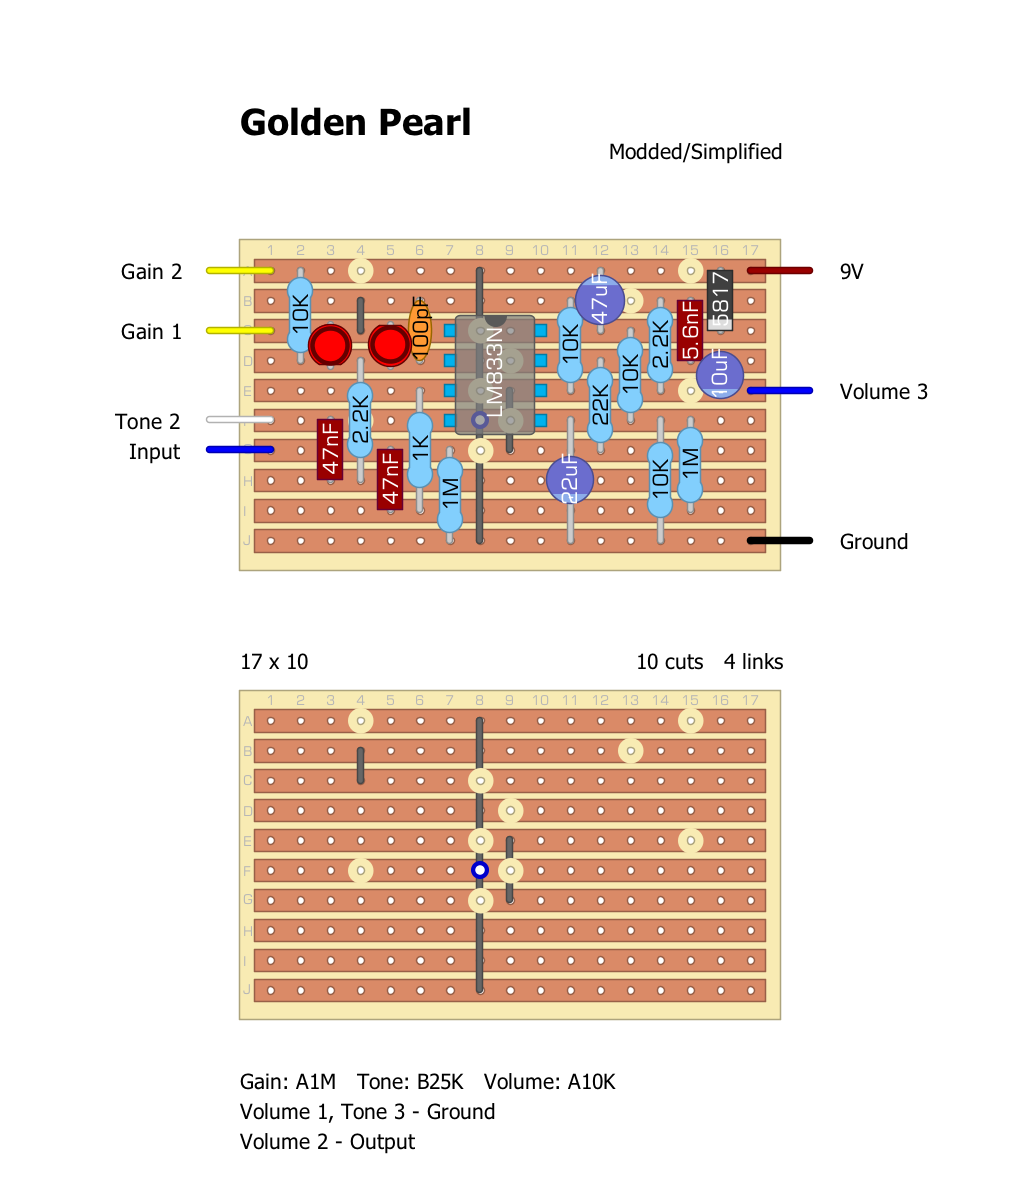 Golden Pearl
Modded/Simplified
1 2 3 4 5 6 7 8 9 10 11 12 13 14 15 16 17
Gain 2
9V
A
B
C
D
E
F
G
H
I
J
Gain 1
Tone 2
Input
Volume 3
Ground
10K
100pF
LM833N
10K
47uF
2.2K
5.6nF
5817
10uF
10K
22K
2.2K
47nF
47nF
1K
1M
22uF
10K
1M
17 x 10
10 cuts 4 links
1 2 3 4 5 6 7 8 9 10 11 12 13 14 15 16 17
A
B
C
D
E
F
G
H
I
J
Gain: A1M Tone: B25K Volume: A10K
Volume 1, Tone 3 - Ground
Volume 2 - Output